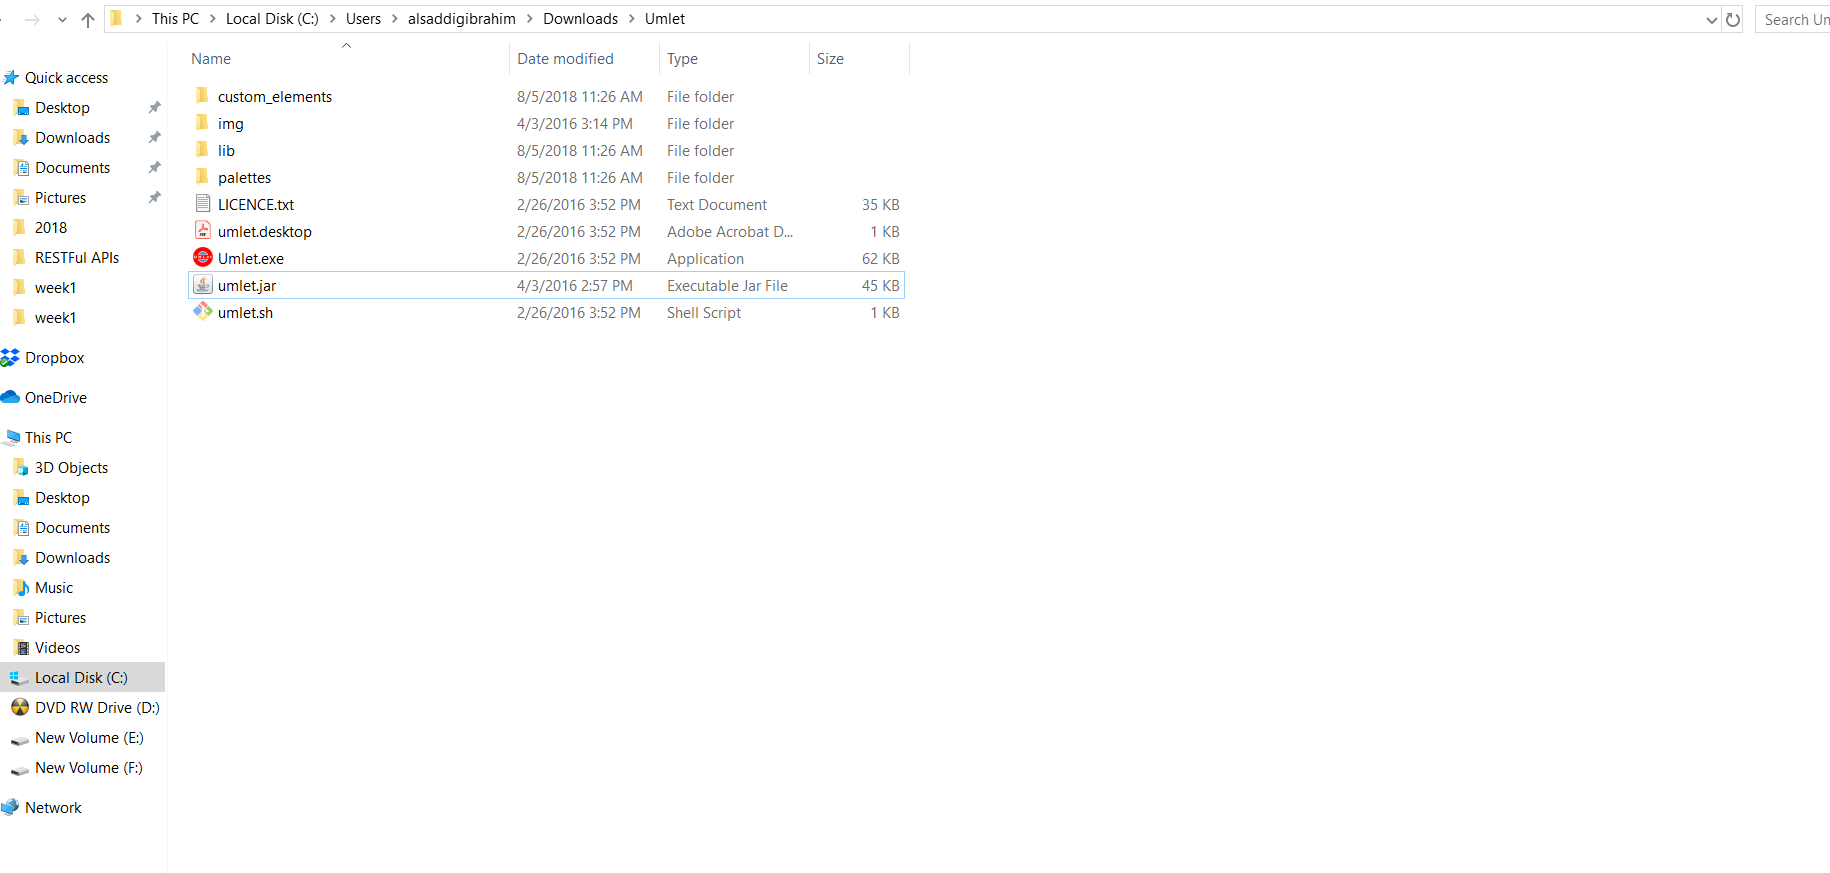 This PC > Local Disk (C:) > Users > alsaddigibrahim > Downloads > Umlet
Search Um
Name Date modified Type Size
Quick access
Desktop
Downloads
Documents
Pictures
2018
RESTFul APIs
week1
week1
Dropbox
OneDrive
This PC
3D Objects
Desktop
Documents
Downloads
Music
Pictures
Videos
Local Disk (C:)
DVD RW Drive (D:)
New Volume (E:)
New Volume (F:)
Network
custom_elements 8/5/2018 11:26 AM File folder
img 4/3/2016 3:14 PM File folder
lib 8/5/2018 11:26 AM File folder
palettes 8/5/2018 11:26 AM File folder
LICENCE.txt 2/26/2016 3:52 PM Text Document 35 KB
umlet.desktop 2/26/2016 3:52 PM Adobe Acrobat D... 1 KB
Umlet.exe 2/26/2016 3:52 PM Application 62 KB
umlet.jar 4/3/2016 2:57 PM Executable Jar File 45 KB
umlet.sh 2/26/2016 3:52 PM Shell Script 1 KB